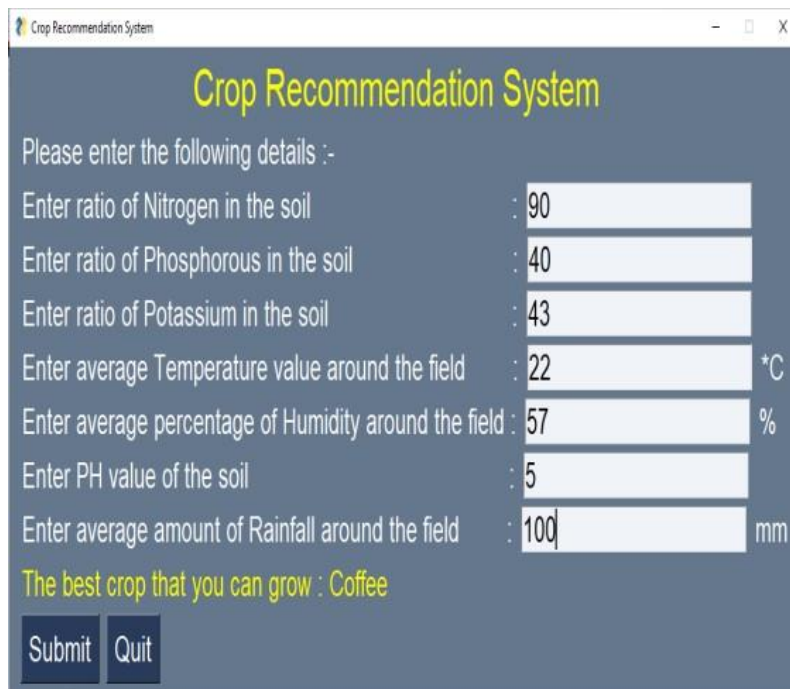 Crop Recommendation System
Crop Recommendation System
Please enter the following details :-
Enter ratio of Nitrogen in the soil : 90
Enter ratio of Phosphorous in the soil : 40
Enter ratio of Potassium in the soil : 43
Enter average Temperature value around the field : 22 *C
Enter average percentage of Humidity around the field : 57 %
Enter PH value of the soil : 5
Enter average amount of Rainfall around the field : 100 mm
The best crop that you can grow : Coffee
Submit Quit